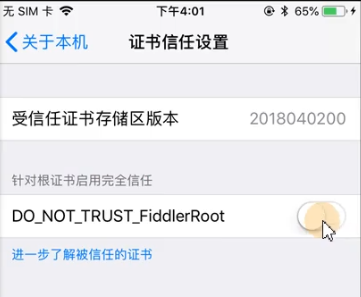 无 SIM 卡 下午4:01 65%
关于本机 证书信任设置
受信任证书存储区版本 2018040200
针对根证书启用完全信任
DO_NOT_TRUST_FiddlerRoot
进一步了解被信任的证书